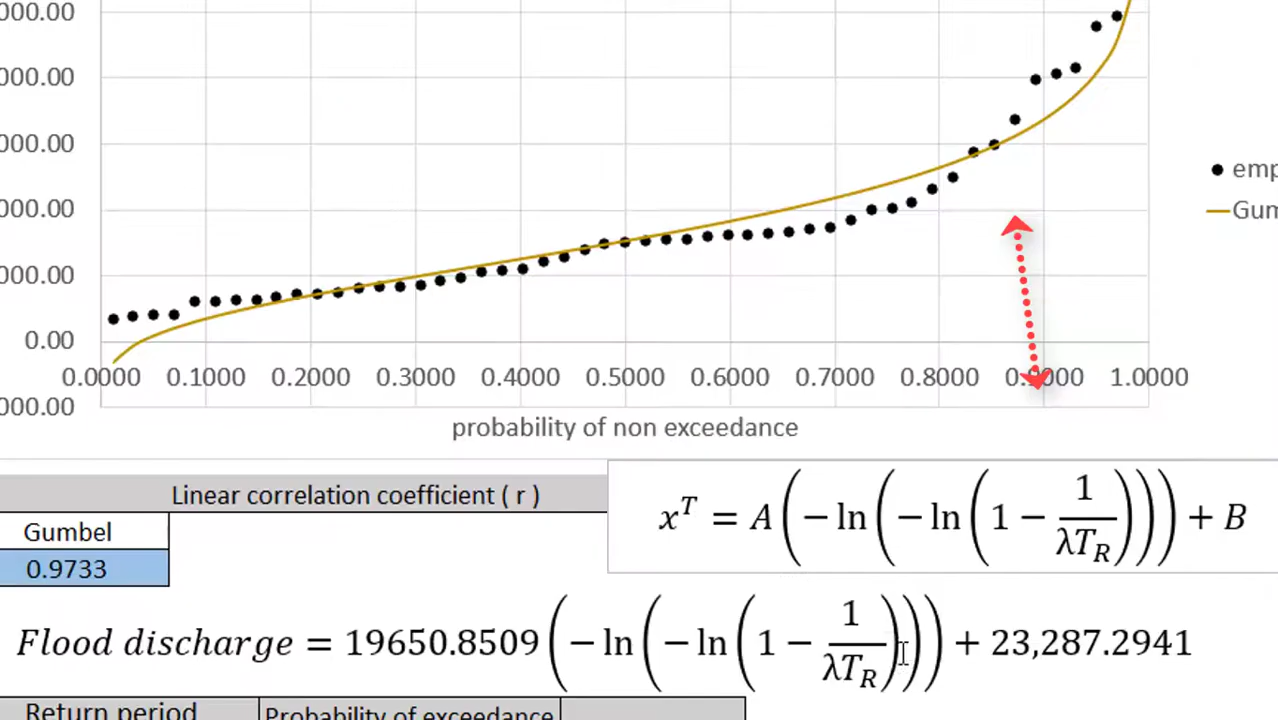 000.00
000.00
000.00
000.00
000.00
0.00
000.00
0.0000 0.1000 0.2000 0.3000 0.4000 0.5000 0.6000 0.7000 0.8000 0.9000 1.0000
probability of non exceedance
emp
Gum
Linear correlation coefficient ( r )
Gumbel
0.9733
x^T = A(−ln(−ln(1 − 1/λT_R))) + B
Flood discharge = 19650.8509(−ln(−ln(1 − 1/λT_R))) + 23,287.2941
Return period Probability of exceedance